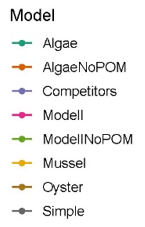 Model
Algae
AlgaeNoPOM
Competitors
ModelI
ModelINoPOM
Mussel
Oyster
Simple